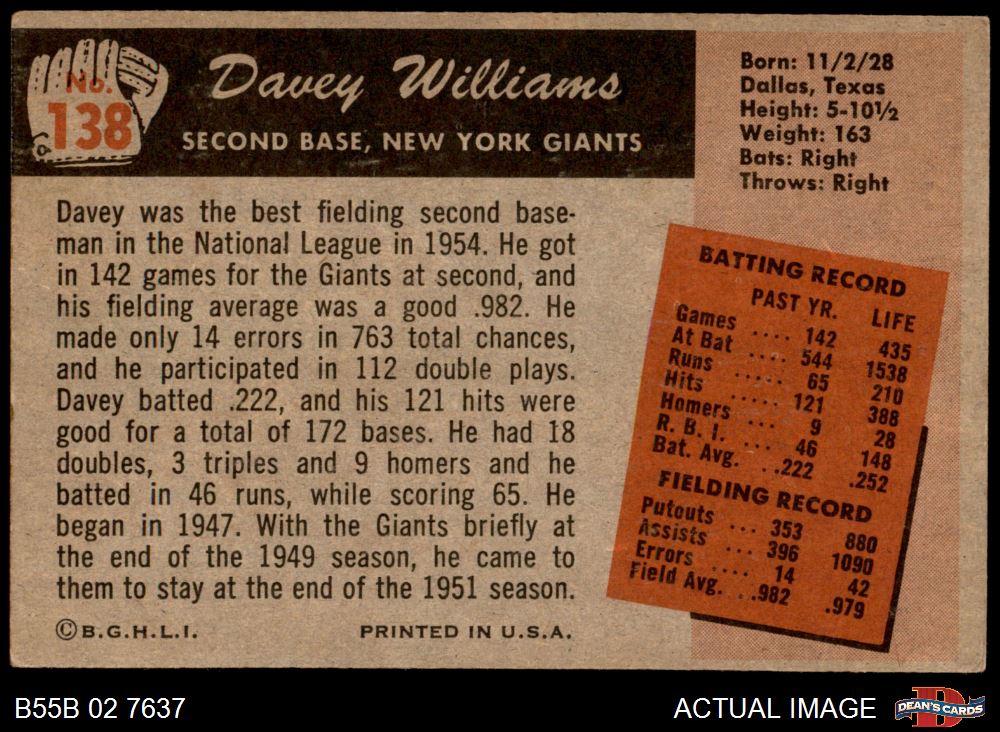 No.
138
Davey Williams
SECOND BASE, NEW YORK GIANTS
Born: 11/2/28
Dallas, Texas
Height: 5-10½
Weight: 163
Bats: Right
Throws: Right
Davey was the best fielding second base-
man in the National League in 1954. He got
in 142 games for the Giants at second, and
his fielding average was a good .982. He
made only 14 errors in 763 total chances,
and he participated in 112 double plays.
Davey batted .222, and his 121 hits were
good for a total of 172 bases. He had 18
doubles, 3 triples and 9 homers and he
batted in 46 runs, while scoring 65. He
began in 1947. With the Giants briefly at
the end of the 1949 season, he came to
them to stay at the end of the 1951 season.
© B.G.H.L.I. PRINTED IN U.S.A.
BATTING RECORD
PAST YR. LIFE
Games .... 142 435
At Bat .... 544 1538
Runs ..... 65 210
Hits ..... 121 388
Homers .. 9 28
R. B. I. ... 46 148
Bat. Avg. ..222 .252
FIELDING RECORD
Putouts ... 353 880
Assists ... 396 1090
Errors .... 14 42
Field Avg. ..982 .979
B55B 02 7637
ACTUAL IMAGE
D
DEAN'S CARDS